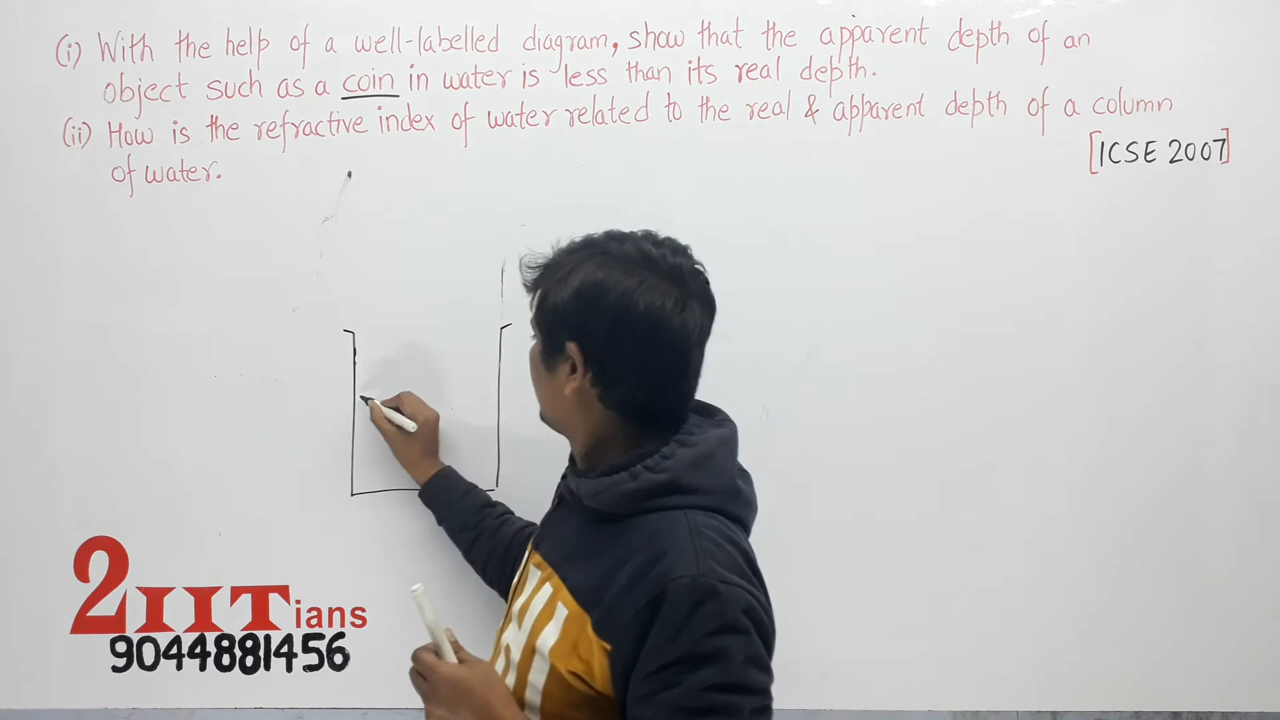 (i) With the help of a well-labelled diagram, show that the apparent depth of an
object such as a coin in water is less than its real depth.
(ii) How is the refractive index of water related to the real & apparent depth of a column
of water.
[ICSE 2007]
2IITians
9044881456